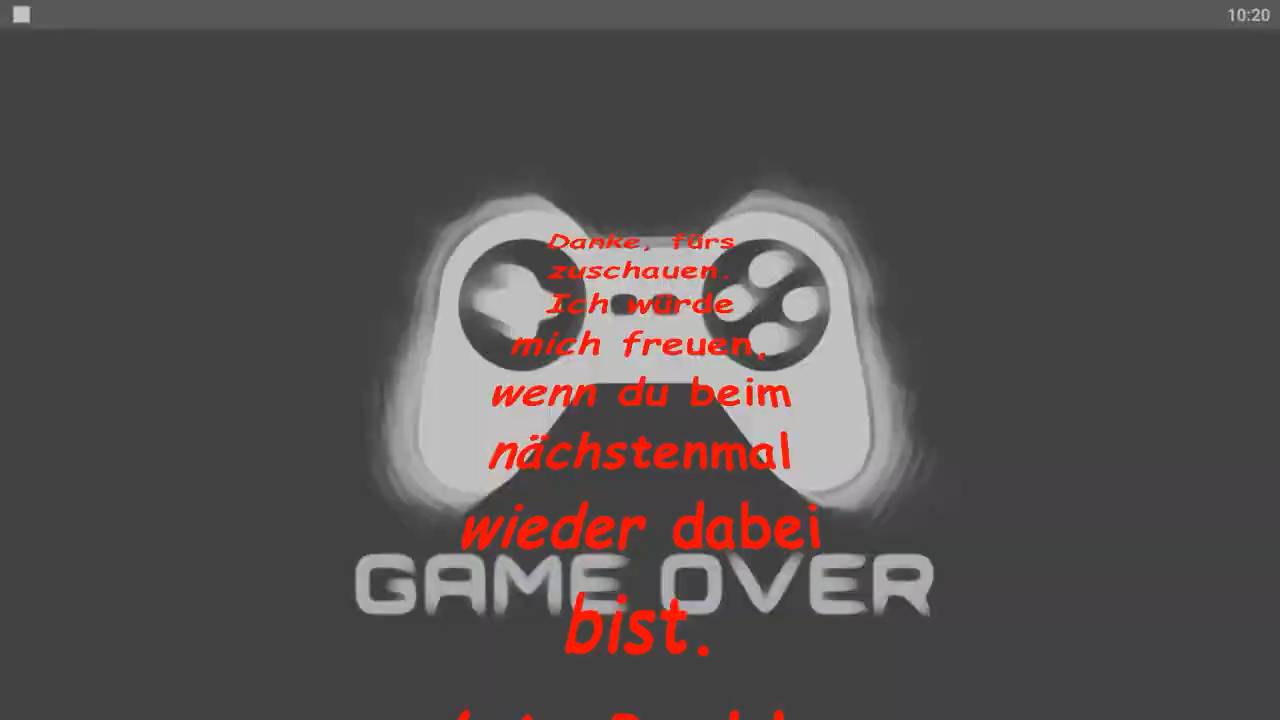 10:20
Danke, fürs
zuschauen.
Ich würde
mich freuen,
wenn du beim
nächstenmal
wieder dabei
GAME OVER
bist.